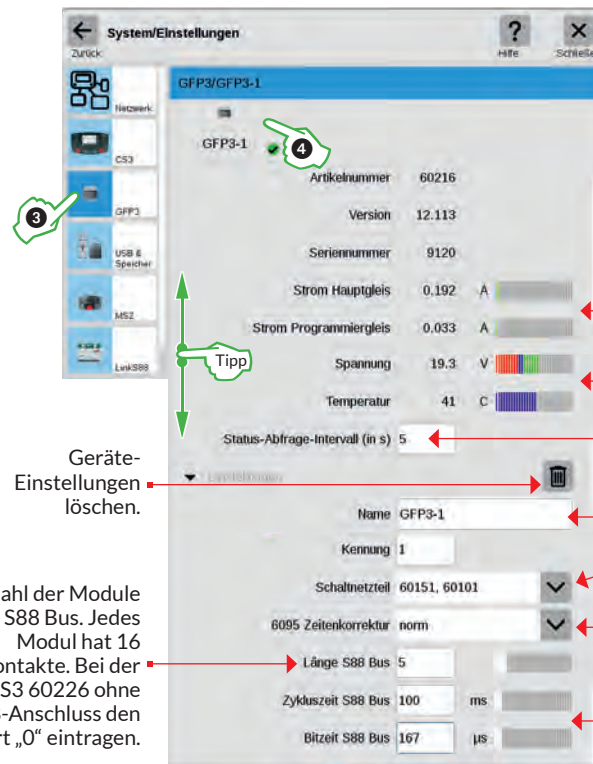 System/Einstellungen
Zurück
Hilfe
Schließe
Netzwerk
CS3
GFP3
USB &
Speicher
MS2
LinkS88
GFP3/GFP3-1
GFP3-1
3
4
Artikelnummer 60216
Version 12.113
Seriennummer 9120
Strom Hauptgleis 0.192 A
Strom Programmiergleis 0.033 A
Spannung 19.3 V
Temperatur 41 C
Status-Abfrage-Intervall (in s) 5
Tipp
Geräte-
Einstellungen
löschen.
Einstellungen
Name GFP3-1
Kennung 1
Schaltnetzteil 60151, 60101
6095 Zeitenkorrektur norm
Länge S88 Bus 5
Zykluszeit S88 Bus 100 ms
Bitzeit S88 Bus 167 µs
ahl der Module
S88 Bus. Jedes
Modul hat 16
ontakte. Bei der
S3 60226 ohne
-Anschluss den
rt „0" eintragen.